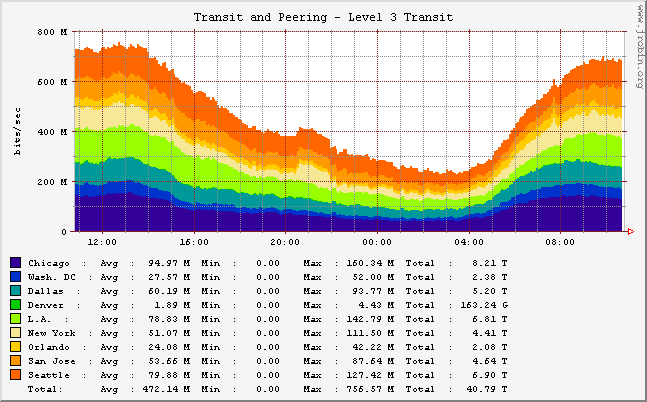 Transit and Peering - Level 3 Transit
www.jrobin.org
bits/sec
800 M
600 M
400 M
200 M
0
12:00 16:00 20:00 00:00 04:00 08:00
Chicago : Avg : 94.97 M Min : 0.00 Max : 160.34 M Total : 8.21 T
Wash. DC : Avg : 27.57 M Min : 0.00 Max : 52.00 M Total : 2.38 T
Dallas : Avg : 60.19 M Min : 0.00 Max : 93.77 M Total : 5.20 T
Denver : Avg : 1.89 M Min : 0.00 Max : 4.43 M Total : 163.24 G
L.A. : Avg : 78.83 M Min : 0.00 Max : 142.79 M Total : 6.81 T
New York : Avg : 51.07 M Min : 0.00 Max : 111.50 M Total : 4.41 T
Orlando : Avg : 24.08 M Min : 0.00 Max : 42.22 M Total : 2.08 T
San Jose : Avg : 53.66 M Min : 0.00 Max : 87.64 M Total : 4.64 T
Seattle : Avg : 79.88 M Min : 0.00 Max : 127.42 M Total : 6.90 T
Total: Avg : 472.14 M Min : 0.00 Max : 756.57 M Total : 40.79 T